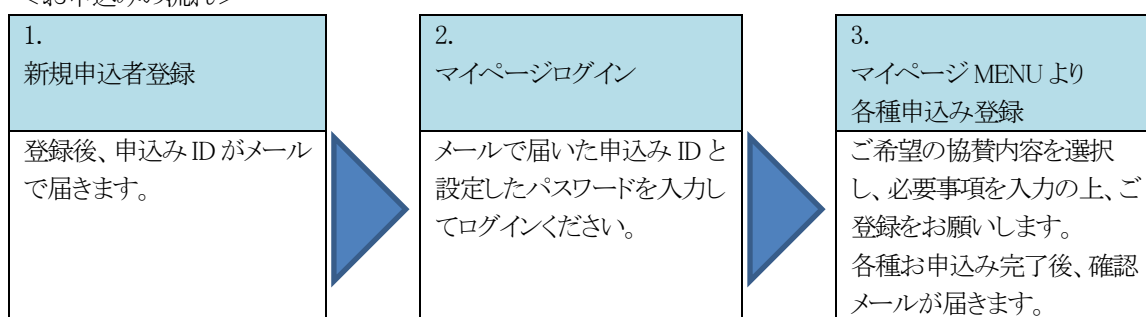 <お申込みの流れ>
1.
新規申込者登録
登録後、申込み ID がメール
で届きます。
2.
マイページログイン
メールで届いた申込み ID と
設定したパスワードを入力し
てログインください。
3.
マイページ MENU より
各種申込み登録
ご希望の協賛内容を選択
し、必要事項を入力の上、ご
登録をお願いします。
各種お申込み完了後、確認
メールが届きます。